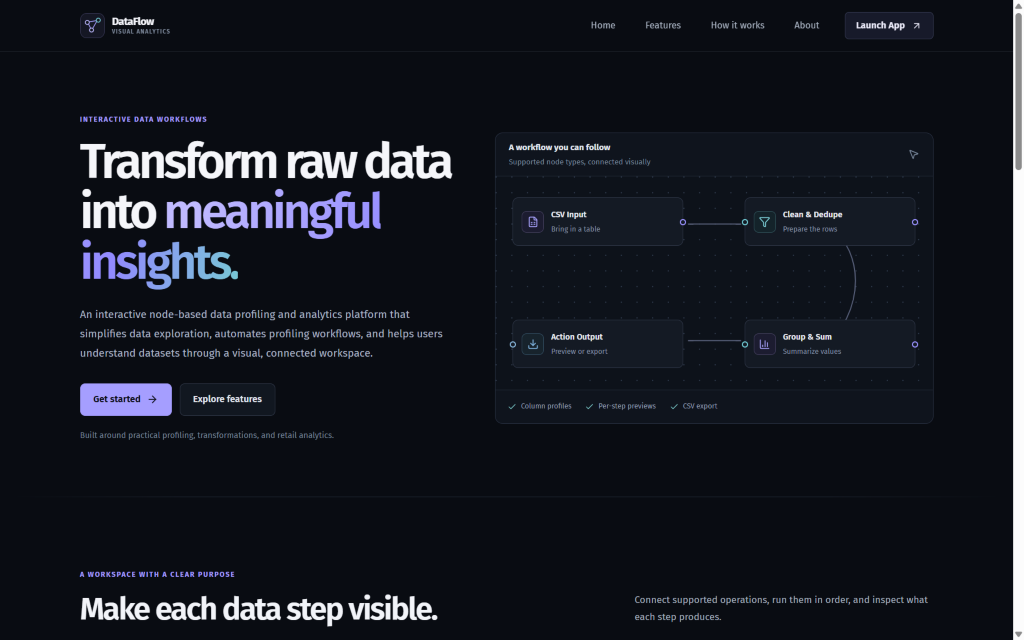 DataFlow
VISUAL ANALYTICS
Home
Features
How it works
About
Launch App
INTERACTIVE DATA WORKFLOWS
Transform raw data
into meaningful
insights.
An interactive node-based data profiling and analytics platform that
simplifies data exploration, automates profiling workflows, and helps users
understand datasets through a visual, connected workspace.
Get started
Explore features
Built around practical profiling, transformations, and retail analytics.
A workflow you can follow
Supported node types, connected visually
CSV Input
Bring in a table
Clean & Dedupe
Prepare the rows
Action Output
Preview or export
Group & Sum
Summarize values
Column profiles
Per-step previews
CSV export
A WORKSPACE WITH A CLEAR PURPOSE
Make each data step visible.
Connect supported operations, run them in order, and inspect what
each step produces.